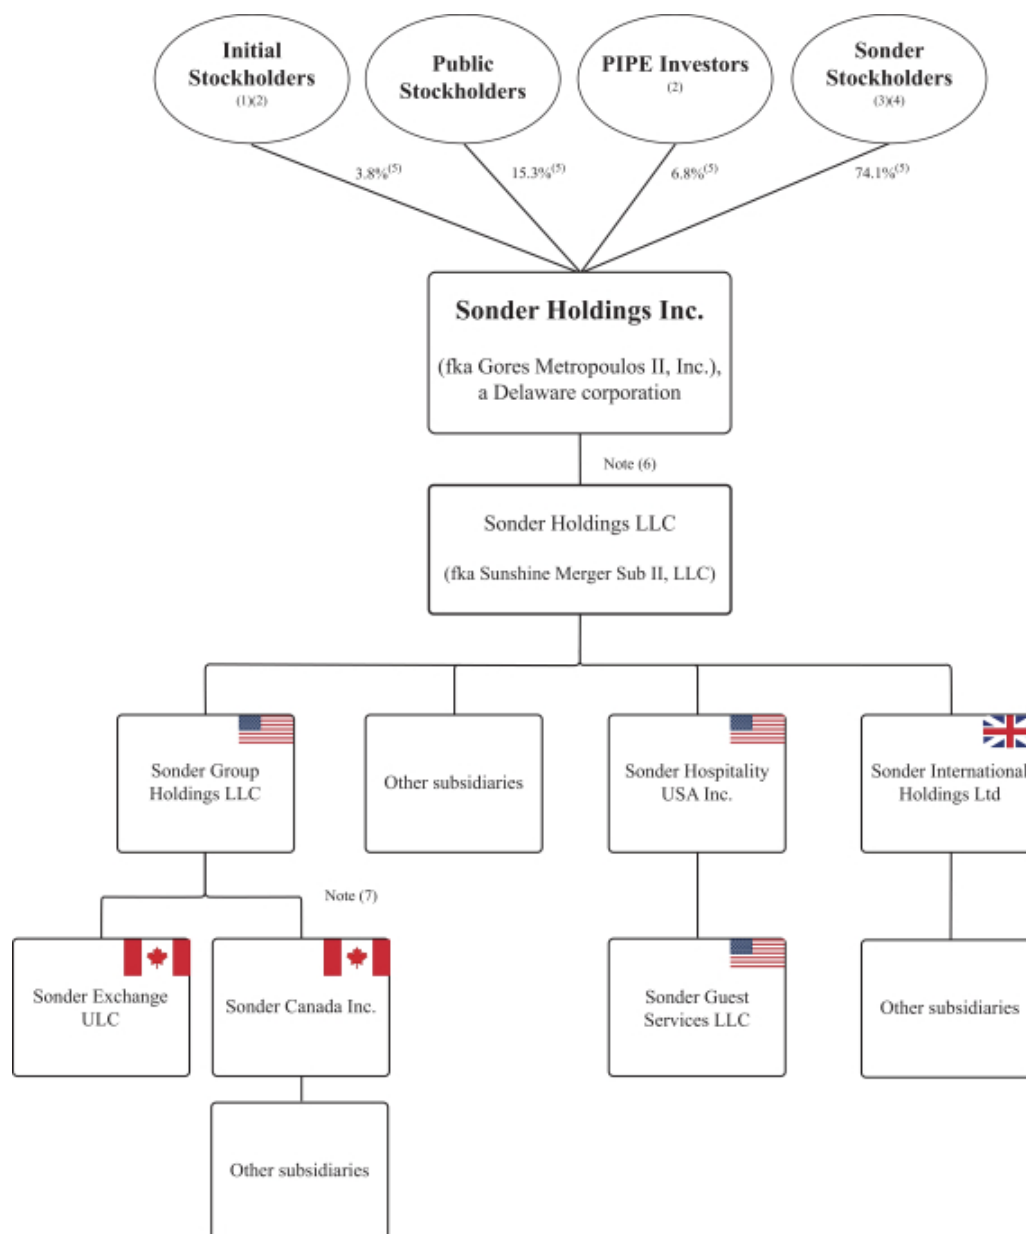 Initial
Stockholders
(1)(2)
Public
Stockholders
PIPE Investors
(2)
Sonder
Stockholders
(3)(4)
3.8%(5)
15.3%(5)
6.8%(5)
74.1%(5)
Sonder Holdings Inc.
(fka Gores Metropoulos II, Inc.),
a Delaware corporation
Note (6)
Sonder Holdings LLC
(fka Sunshine Merger Sub II, LLC)
Sonder Group
Holdings LLC
Other subsidiaries
Sonder Hospitality
USA Inc.
Sonder International
Holdings Ltd
Note (7)
Sonder Exchange
ULC
Sonder Canada Inc.
Sonder Guest
Services LLC
Other subsidiaries
Other subsidiaries